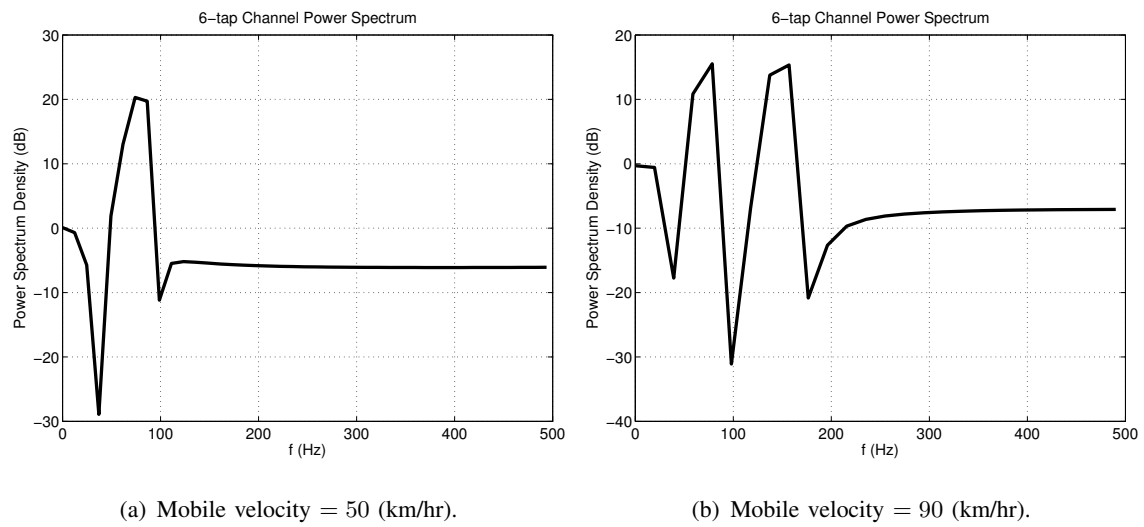 6−tap Channel Power Spectrum
30
20
10
0
−10
−20
−30
Power Spectrum Density (dB)
0 100 200 300 400 500
f (Hz)
(a) Mobile velocity = 50 (km/hr).
6−tap Channel Power Spectrum
20
10
0
−10
−20
−30
−40
Power Spectrum Density (dB)
0 100 200 300 400 500
f (Hz)
(b) Mobile velocity = 90 (km/hr).